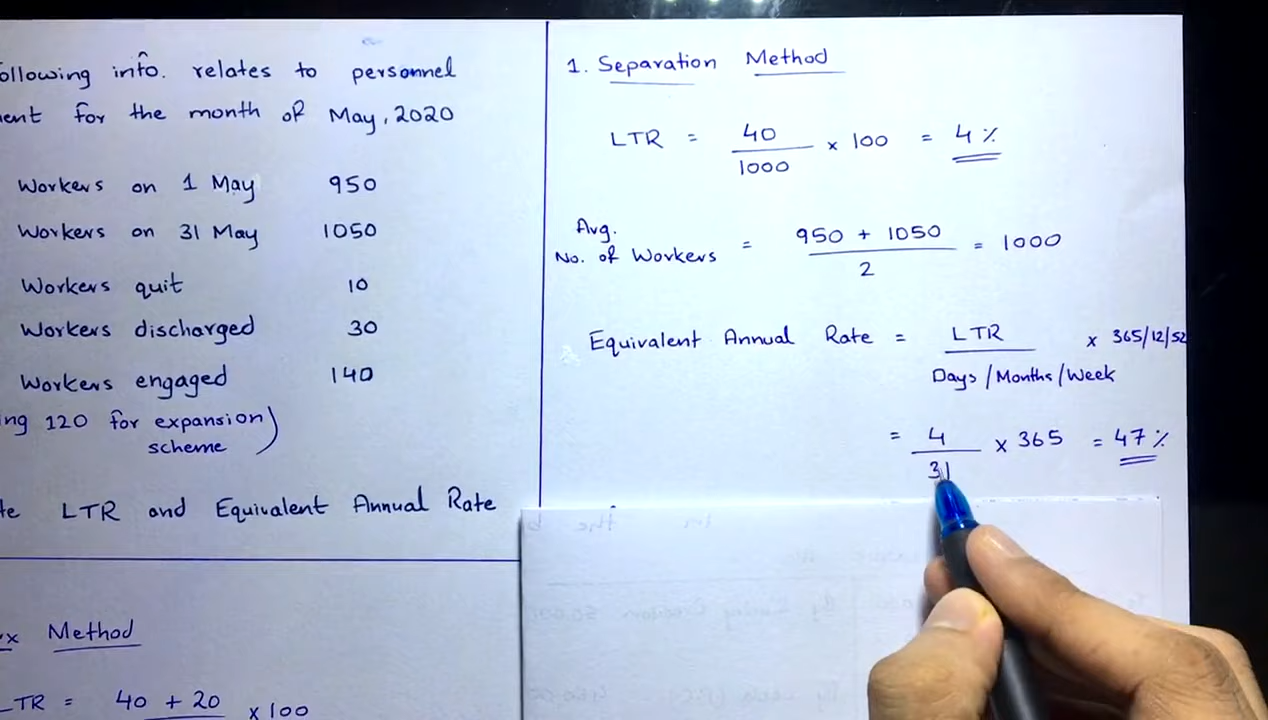 ollowing info. relates to personnel
ent for the month of May, 2020
Workers on 1 May 950
Workers on 31 May 1050
Workers quit 10
Workers discharged 30
Workers engaged 140
ng 120 for expansion
scheme)
te LTR and Equivalent Annual Rate
x Method
LTR = 40 + 20 x 100
1. Separation Method
LTR = 40 / 1000 x 100 = 4 %
Avg.
No. of Workers = 950 + 1050 / 2 = 1000
Equivalent Annual Rate = LTR x 365/12/52
Days / Months / Week
= 4 / 31 x 365 = 47 %